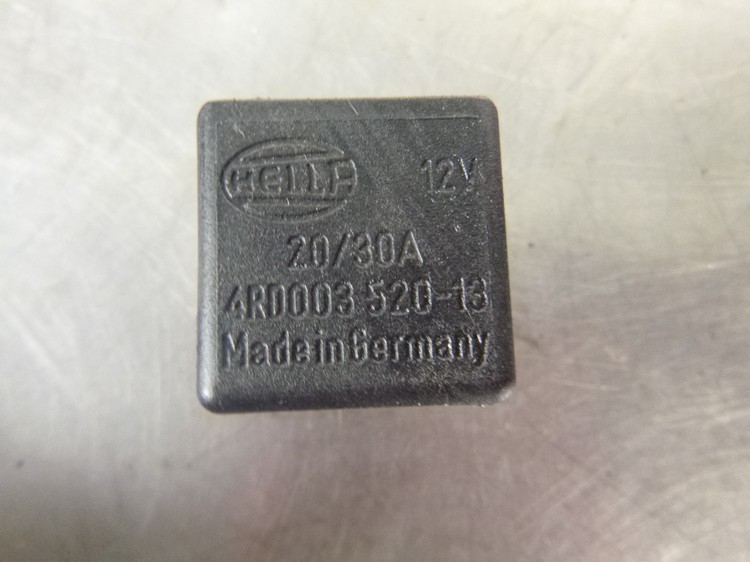 HELLA 12V
20/30A
4RD003 520-13
Made in Germany